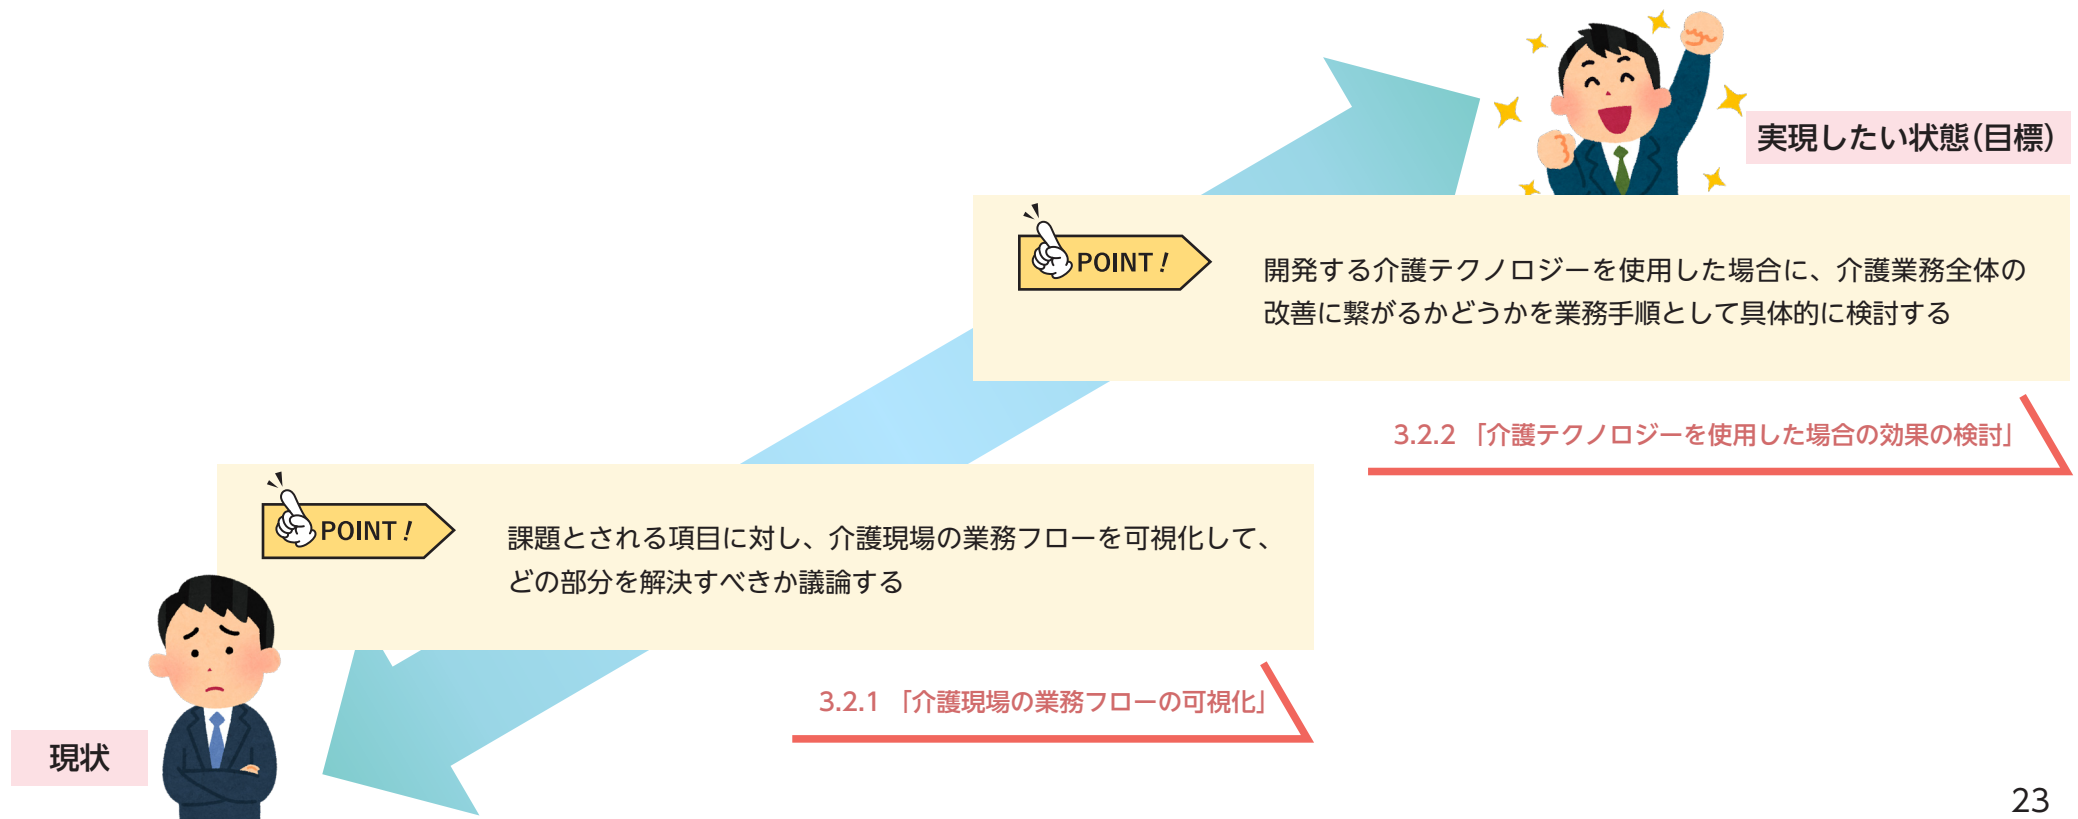 実現したい状態(目標)
POINT!
開発する介護テクノロジーを使用した場合に、介護業務全体の
改善に繋がるかどうかを業務手順として具体的に検討する
3.2.2 「介護テクノロジーを使用した場合の効果の検討」
POINT!
課題とされる項目に対し、介護現場の業務フローを可視化して、
どの部分を解決すべきか議論する
3.2.1 「介護現場の業務フローの可視化」
現状
23